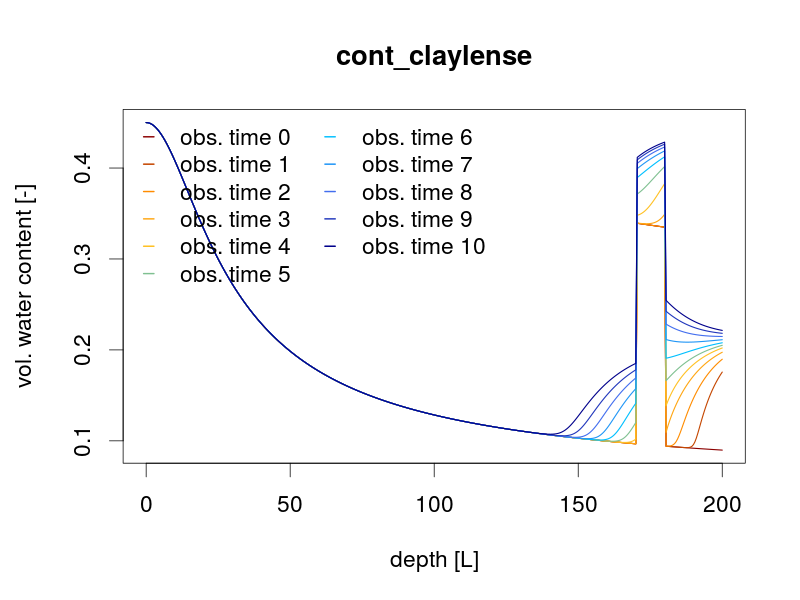 cont_claylense
obs. time 0
obs. time 1
obs. time 2
obs. time 3
obs. time 4
obs. time 5
obs. time 6
obs. time 7
obs. time 8
obs. time 9
obs. time 10
vol. water content [-]
0.4
0.3
0.2
0.1
0 50 100 150 200
depth [L]